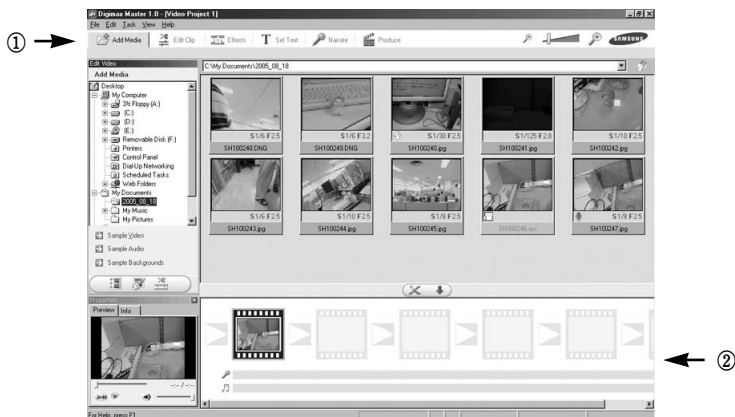 Digimax Master 1.0 - [Video Project 1]
File Edit Task View Help
①
Add Media Edit Clip Effects T Set Text Narrate Produce SAMSUNG
Edit Video
C:\My Documents\2005_08_18
Add Media
Desktop
My Computer
3½ Floppy (A:)
(C:)
(D:)
(E:)
Removable Disk (F:)
Printers
Control Panel
Dial-Up Networking
Scheduled Tasks
Web Folders
My Documents
2005_08_18
My Music
My Pictures
S1/6 F2.5 S1/6 F3.2 S1/30 F2.5 S1/125 F2.8 S1/10 F2.5
SH100248.DNG SH100249.DNG SH100240.jpg SH100241.jpg SH100242.jpg
S1/6 F2.5 S1/10 F2.5 S1/8 F2.5 S1/8 F2.5
SH100243.jpg SH100244.jpg SH100245.jpg SH100246.avi SH100247.jpg
Sample Video
Sample Audio
Sample Backgrounds
Properties
Preview Info
②
-:-- / -:--
For Help, press F1